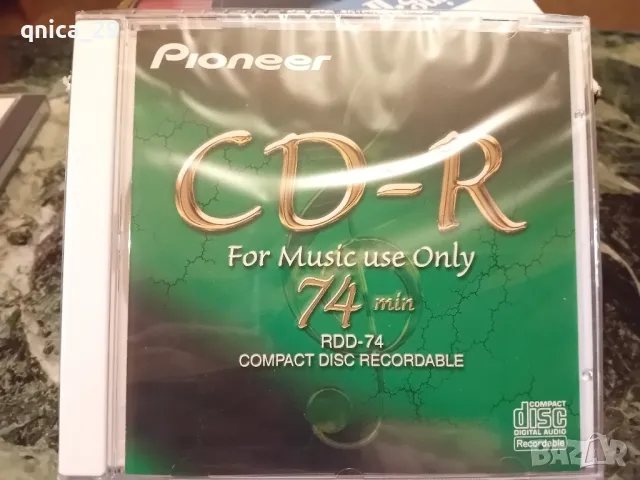 qnica_29
Pioneer
CD-R
For Music use Only
74 min
RDD-74
COMPACT DISC RECORDABLE
COMPACT
disc
DIGITAL AUDIO
Recordable
BAZAR